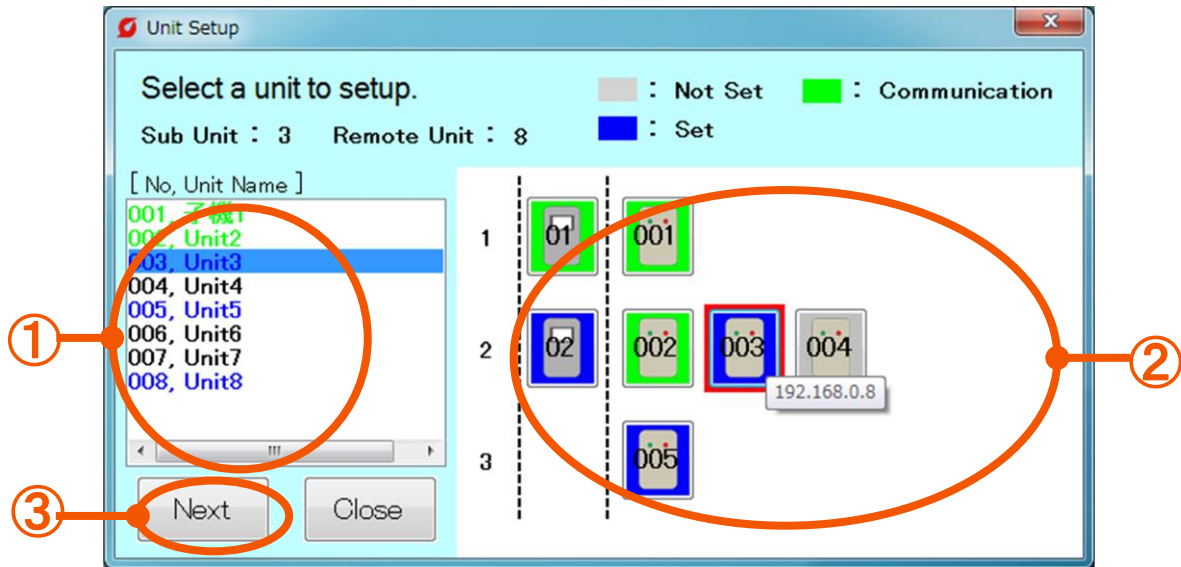 Unit Setup
Select a unit to setup.
: Not Set
: Communication
Sub Unit : 3 Remote Unit : 8
: Set
[ No, Unit Name ]
001, 子機1
002, Unit2
003, Unit3
004, Unit4
005, Unit5
006, Unit6
007, Unit7
008, Unit8
Next
Close
1
01
001
2
02
002
003
004
192.168.0.8
3
005
①
②
③